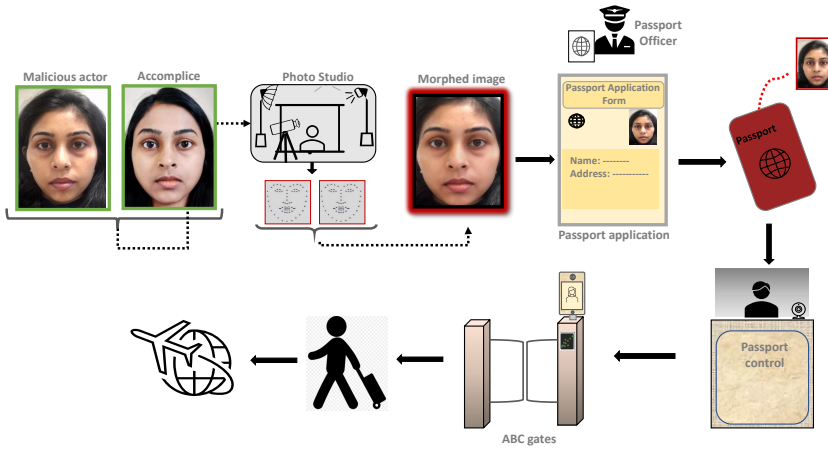 Passport
Officer
Malicious actor
Accomplice
Photo Studio
Morphed image
Passport Application
Form
Name: --------
Address: -----------
Passport application
Passport
Passport
control
ABC gates